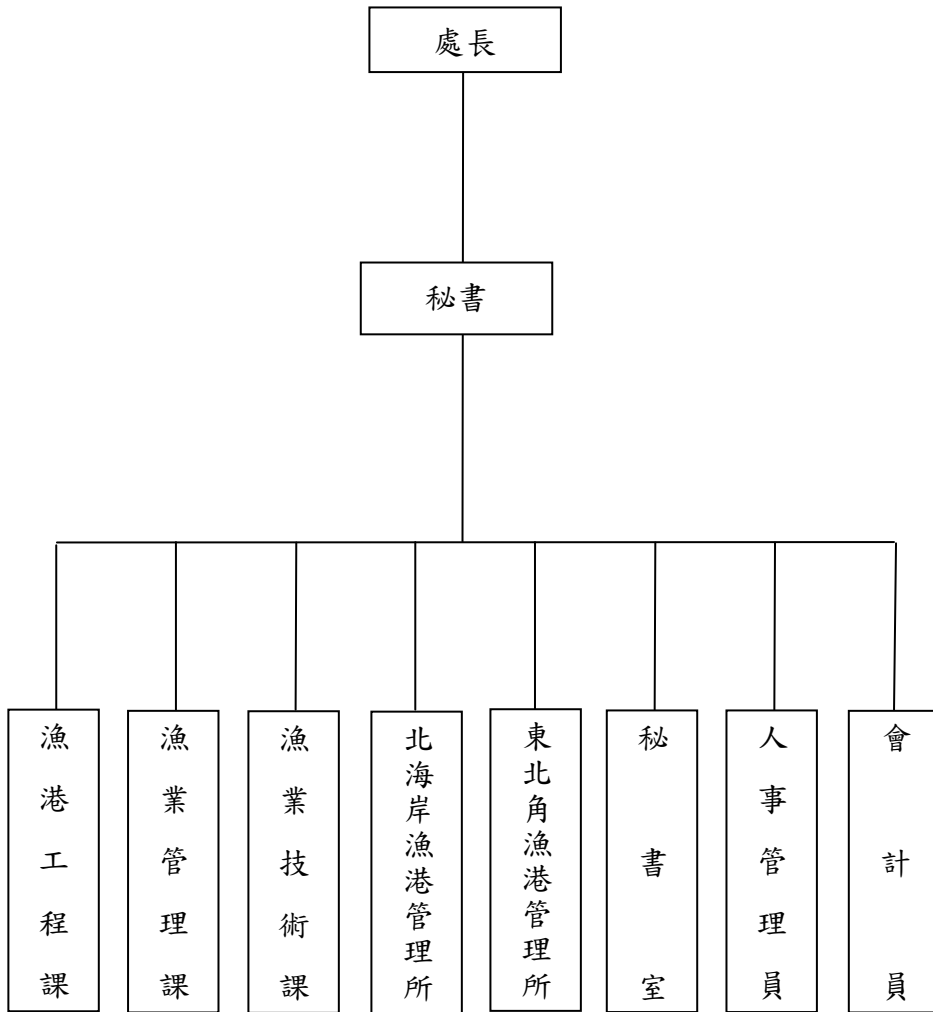 處長
秘書
漁港工程課
漁業管理課
漁業技術課
北海岸漁港管理所
東北角漁港管理所
秘書室
人事管理員
會計員